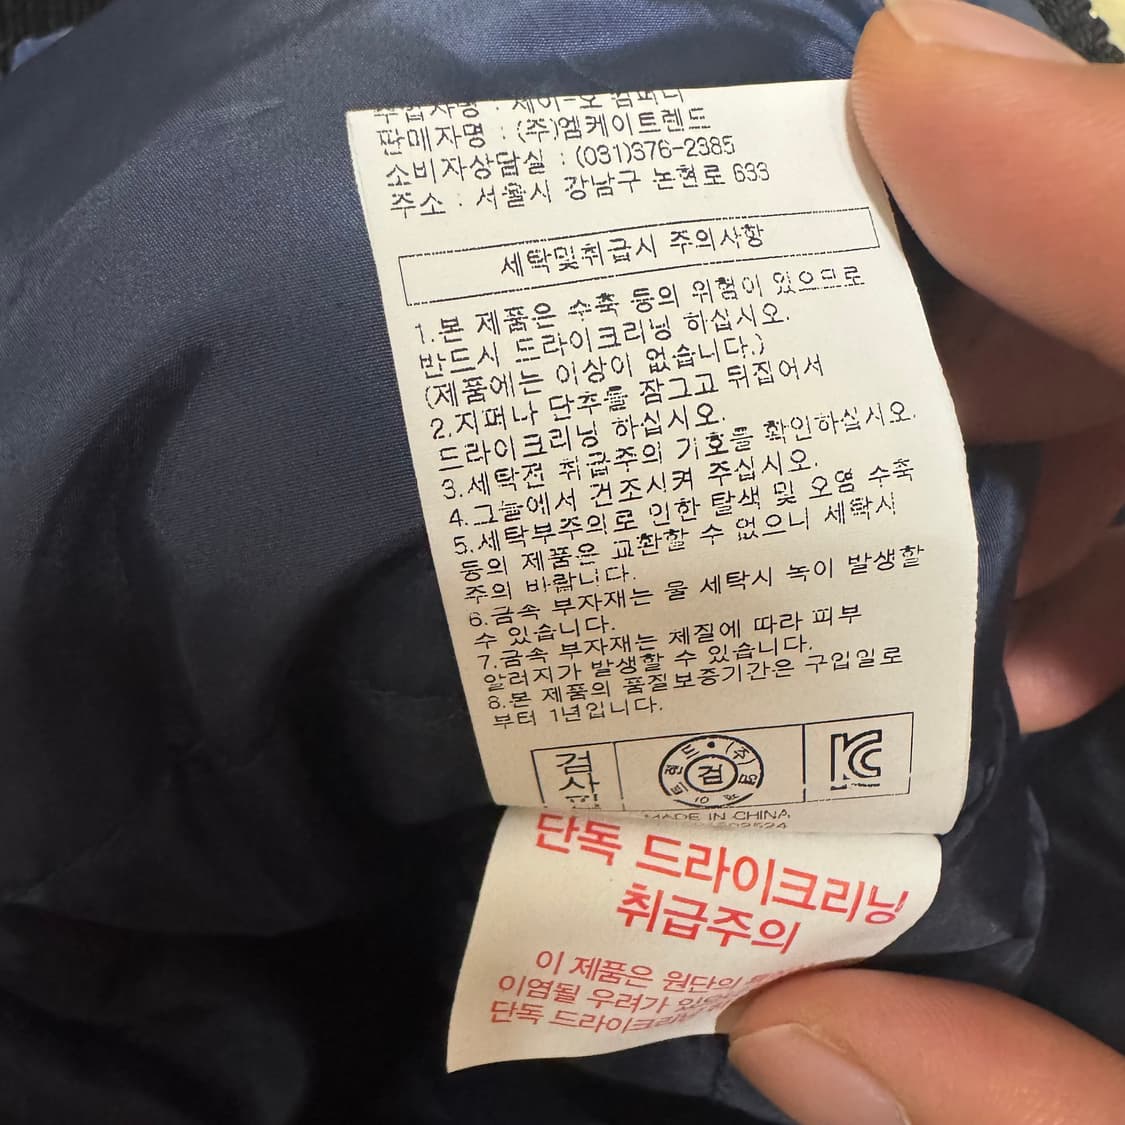 수입자명 : 제이-오 컴퍼니
판매자명 : (주)엠케이트렌드
소비자상담실 : (031)376-2385
주소 : 서울시 강남구 논현로 633
세탁및취급시 주의사항
1.본 제품은 수축 등의 위험이 있으므로
반드시 드라이크리닝 하십시오.
(제품에는 이상이 없습니다.)
2.지퍼나 단추를 잠그고 뒤집어서
드라이크리닝 하십시오.
3.세탁전 취급주의 기호를 확인하십시오.
4.그늘에서 건조시켜 주십시오.
5.세탁부주의로 인한 탈색 및 오염 수축
등의 제품은 교환할 수 없으니 세탁시
주의 바랍니다.
6.금속 부자재는 물 세탁시 녹이 발생할
수 있습니다.
7.금속 부자재는 체질에 따라 피부
알러지가 발생할 수 있습니다.
8.본 제품의 품질보증기간은 구입일로
부터 1년입니다.
검
사
검
KC
MADE IN CHINA
단독 드라이크리닝
취급주의
이 제품은 원단의
이염될 우려가
단독 드라이크리닝